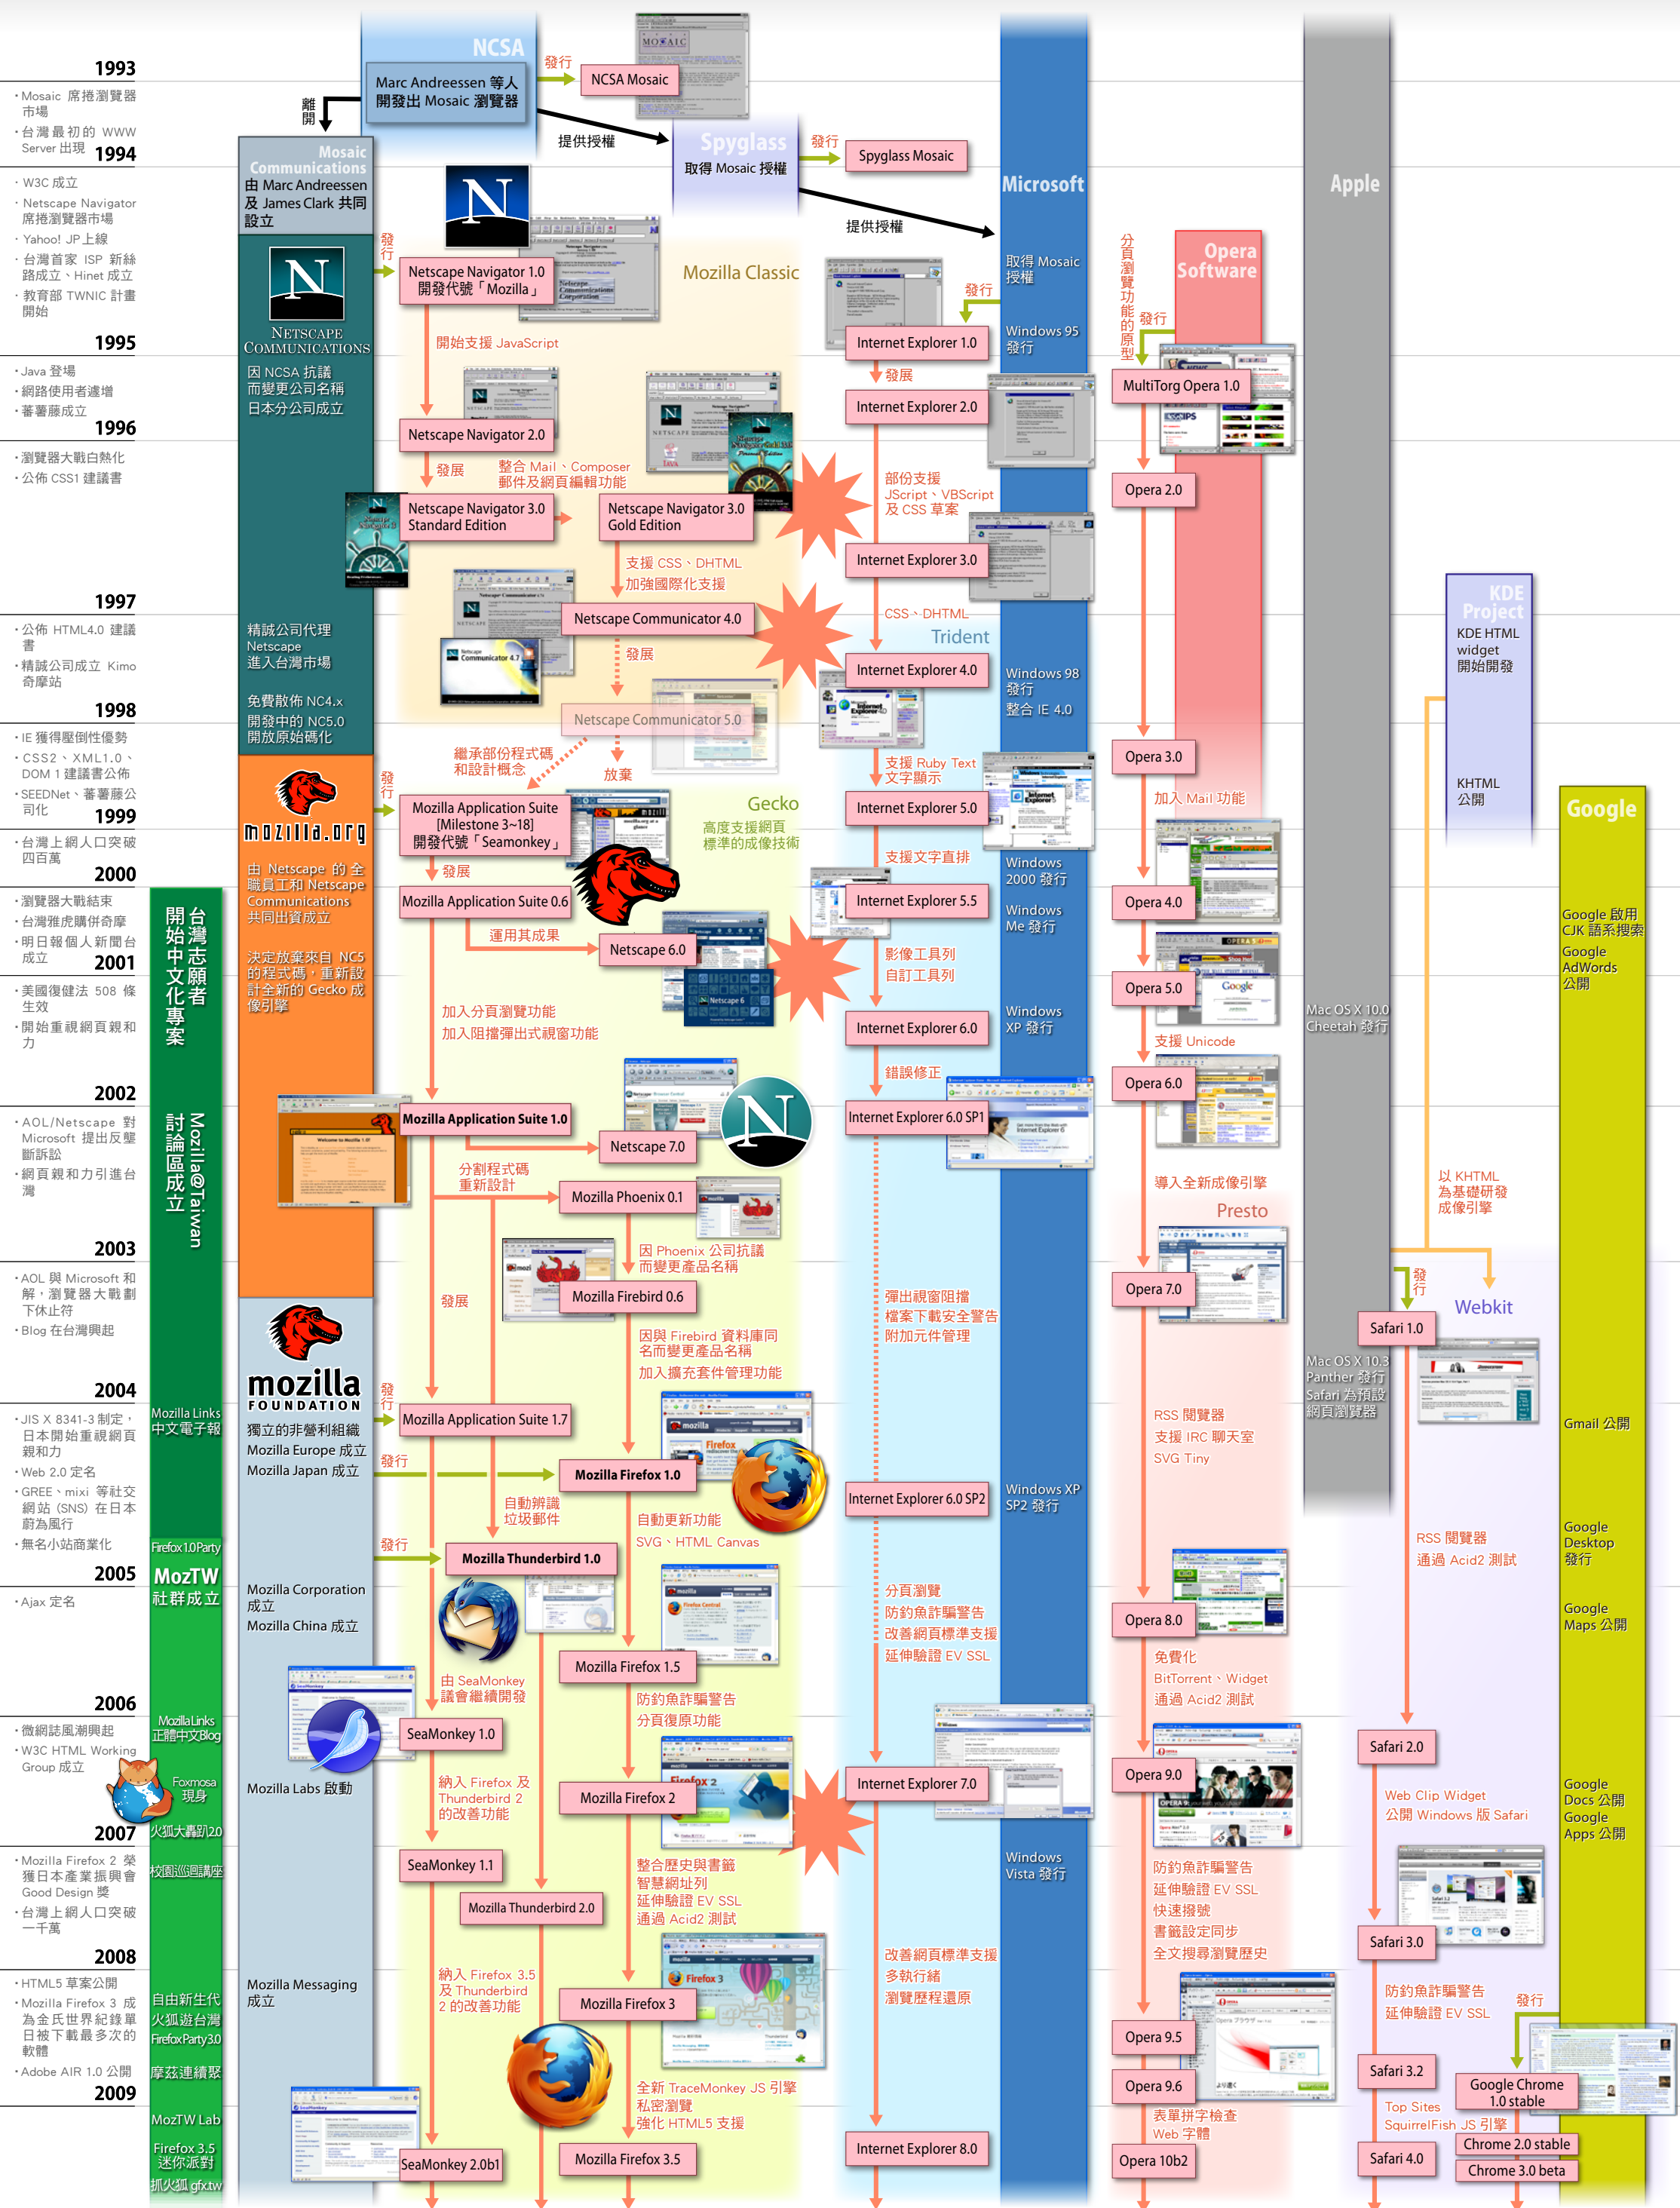 1993
・Mosaic 席捲瀏覽器
市場
・台灣最初的 WWW
Server 出現
1994
・W3C 成立
・Netscape Navigator
席捲瀏覽器市場
・Yahoo! JP上線
・台灣首家 ISP 新絲
路成立、Hinet 成立
・教育部 TWNIC 計畫
開始
1995
・Java 登場
・網路使用者遽增
・蕃薯藤成立
1996
・瀏覽器大戰白熱化
・公佈 CSS1 建議書
1997
・公佈 HTML4.0 建議
書
・精誠公司成立 Kimo
奇摩站
1998
・IE 獲得壓倒性優勢
・CSS2、XML1.0、
DOM 1 建議書公佈
・SEEDNet、蕃薯藤公
司化
1999
・台灣上網人口突破
四百萬
2000
・瀏覽器大戰結束
・台灣雅虎購併奇摩
・明日報個人新聞台
成立
2001
・美國復健法 508 條
生效
・開始重視網頁親和
力
2002
・AOL/Netscape 對
Microsoft 提出反壟
斷訴訟
・網頁親和力引進台
灣
2003
・AOL 與 Microsoft 和
解，瀏覽器大戰劃
下休止符
・Blog 在台灣興起
2004
・JIS X 8341-3 制定，
日本開始重視網頁
親和力
・Web 2.0 定名
・GREE、mixi 等社交
網站 (SNS) 在日本
蔚為風行
・無名小站商業化
2005
・Ajax 定名
2006
・微網誌風潮興起
・W3C HTML Working
Group 成立
2007
・Mozilla Firefox 2 榮
獲日本產業振興會
Good Design 獎
・台灣上網人口突破
一千萬
2008
・HTML5 草案公開
・Mozilla Firefox 3 成
為金氏世界紀錄單
日被下載最多次的
軟體
・Adobe AIR 1.0 公開
2009
台灣志願者
開始中文化專案
Mozilla@Taiwan
討論區成立
Mozilla Links
中文電子報
Firefox 1.0 Party
MozTW
社群成立
Mozilla Links
正體中文Blog
Foxmosa
現身
火狐大轟趴2.0
校園巡迴講座
自由新生代
火狐遊台灣
Firefox Party 3.0
摩茲連續聚
MozTW Lab
Firefox 3.5
迷你派對
抓火狐 gfx.tw
NCSA
Marc Andreessen 等人
開發出 Mosaic 瀏覽器
發行
NCSA Mosaic
離開
提供授權
Spyglass
取得 Mosaic 授權
發行
Spyglass Mosaic
提供授權
Mosaic
Communications
由 Marc Andreessen
及 James Clark 共同
設立
N
NETSCAPE
COMMUNICATIONS
因 NCSA 抗議
而變更公司名稱
日本分公司成立
精誠公司代理
Netscape
進入台灣市場
免費散佈 NC4.x
開發中的 NC5.0
開放原始碼化
mozilla.org
由 Netscape 的全
職員工和 Netscape
Communications
共同出資成立
決定放棄來自 NC5
的程式碼，重新設
計全新的 Gecko 成
像引擎
mozilla
FOUNDATION
獨立的非營利組織
Mozilla Europe 成立
Mozilla Japan 成立
Mozilla Corporation
成立
Mozilla China 成立
Mozilla Labs 啟動
Mozilla Messaging
成立
N
Mozilla Classic
發行
Netscape Navigator 1.0
開發代號「Mozilla」
開始支援 JavaScript
Netscape Navigator 2.0
發展
整合 Mail、Composer
郵件及網頁編輯功能
Netscape Navigator 3.0
Standard Edition
Netscape Navigator 3.0
Gold Edition
支援 CSS、DHTML
加強國際化支援
Netscape Communicator 4.0
Netscape
Communicator 4.7
發展
Netscape Communicator 5.0
繼承部份程式碼
和設計概念
放棄
發行
Mozilla Application Suite
[Milestone 3~18]
開發代號「Seamonkey」
Gecko
高度支援網頁
標準的成像技術
發展
Mozilla Application Suite 0.6
運用其成果
Netscape 6.0
Netscape 6
加入分頁瀏覽功能
加入阻擋彈出式視窗功能
Mozilla Application Suite 1.0
Netscape 7.0
N
分割程式碼
重新設計
Mozilla Phoenix 0.1
因 Phoenix 公司抗議
而變更產品名稱
發展
Mozilla Firebird 0.6
因與 Firebird 資料庫同
名而變更產品名稱
加入擴充套件管理功能
發行
Mozilla Application Suite 1.7
發行
Mozilla Firefox 1.0
自動辨識
垃圾郵件
自動更新功能
SVG、HTML Canvas
發行
Mozilla Thunderbird 1.0
Mozilla Firefox 1.5
由 SeaMonkey
議會繼續開發
防釣魚詐騙警告
分頁復原功能
SeaMonkey 1.0
納入 Firefox 及
Thunderbird 2
的改善功能
Mozilla Firefox 2
SeaMonkey 1.1
整合歷史與書籤
智慧網址列
延伸驗證 EV SSL
通過 Acid2 測試
Mozilla Thunderbird 2.0
納入 Firefox 3.5
及 Thunderbird
2 的改善功能
Mozilla Firefox 3
全新 TraceMonkey JS 引擎
私密瀏覽
強化 HTML5 支援
SeaMonkey 2.0b1
Mozilla Firefox 3.5
Microsoft
取得 Mosaic
授權
發行
Windows 95
發行
Internet Explorer 1.0
發展
Internet Explorer 2.0
部份支援
JScript、VBScript
及 CSS 草案
Internet Explorer 3.0
CSS、DHTML
Trident
Internet Explorer 4.0
Windows 98
發行
整合 IE 4.0
支援 Ruby Text
文字顯示
Internet Explorer 5.0
支援文字直排
Windows
2000 發行
Internet Explorer 5.5
Windows
Me 發行
影像工具列
自訂工具列
Internet Explorer 6.0
Windows
XP 發行
錯誤修正
Internet Explorer 6.0 SP1
彈出視窗阻擋
檔案下載安全警告
附加元件管理
Internet Explorer 6.0 SP2
Windows XP
SP2 發行
分頁瀏覽
防釣魚詐騙警告
改善網頁標準支援
延伸驗證 EV SSL
Internet Explorer 7.0
Windows
Vista 發行
改善網頁標準支援
多執行緒
瀏覽歷程還原
Internet Explorer 8.0
Opera
Software
分頁瀏覽功能的原型
發行
MultiTorg Opera 1.0
Opera 2.0
Opera 3.0
加入 Mail 功能
Opera 4.0
Opera 5.0
支援 Unicode
Opera 6.0
導入全新成像引擎
Presto
Opera 7.0
RSS 閱覽器
支援 IRC 聊天室
SVG Tiny
Opera 8.0
免費化
BitTorrent、Widget
通過 Acid2 測試
Opera 9.0
防釣魚詐騙警告
延伸驗證 EV SSL
快速撥號
書籤設定同步
全文搜尋瀏覽歷史
Opera 9.5
Opera 9.6
表單拼字檢查
Web 字體
Opera 10b2
Apple
Mac OS X 10.0
Cheetah 發行
發行
Safari 1.0
Mac OS X 10.3
Panther 發行
Safari 為預設
網頁瀏覽器
RSS 閱覽器
通過 Acid2 測試
Safari 2.0
Web Clip Widget
公開 Windows 版 Safari
Safari 3.0
防釣魚詐騙警告
延伸驗證 EV SSL
Safari 3.2
Top Sites
SquirrelFish JS 引擎
Safari 4.0
KDE
Project
KDE HTML
widget
開始開發
KHTML
公開
以 KHTML
為基礎研發
成像引擎
Webkit
Google
Google 啟用
CJK 語系搜索
Google
AdWords
公開
Gmail 公開
Google
Desktop
發行
Google
Maps 公開
Google
Docs 公開
Google
Apps 公開
發行
Google Chrome
1.0 stable
Chrome 2.0 stable
Chrome 3.0 beta